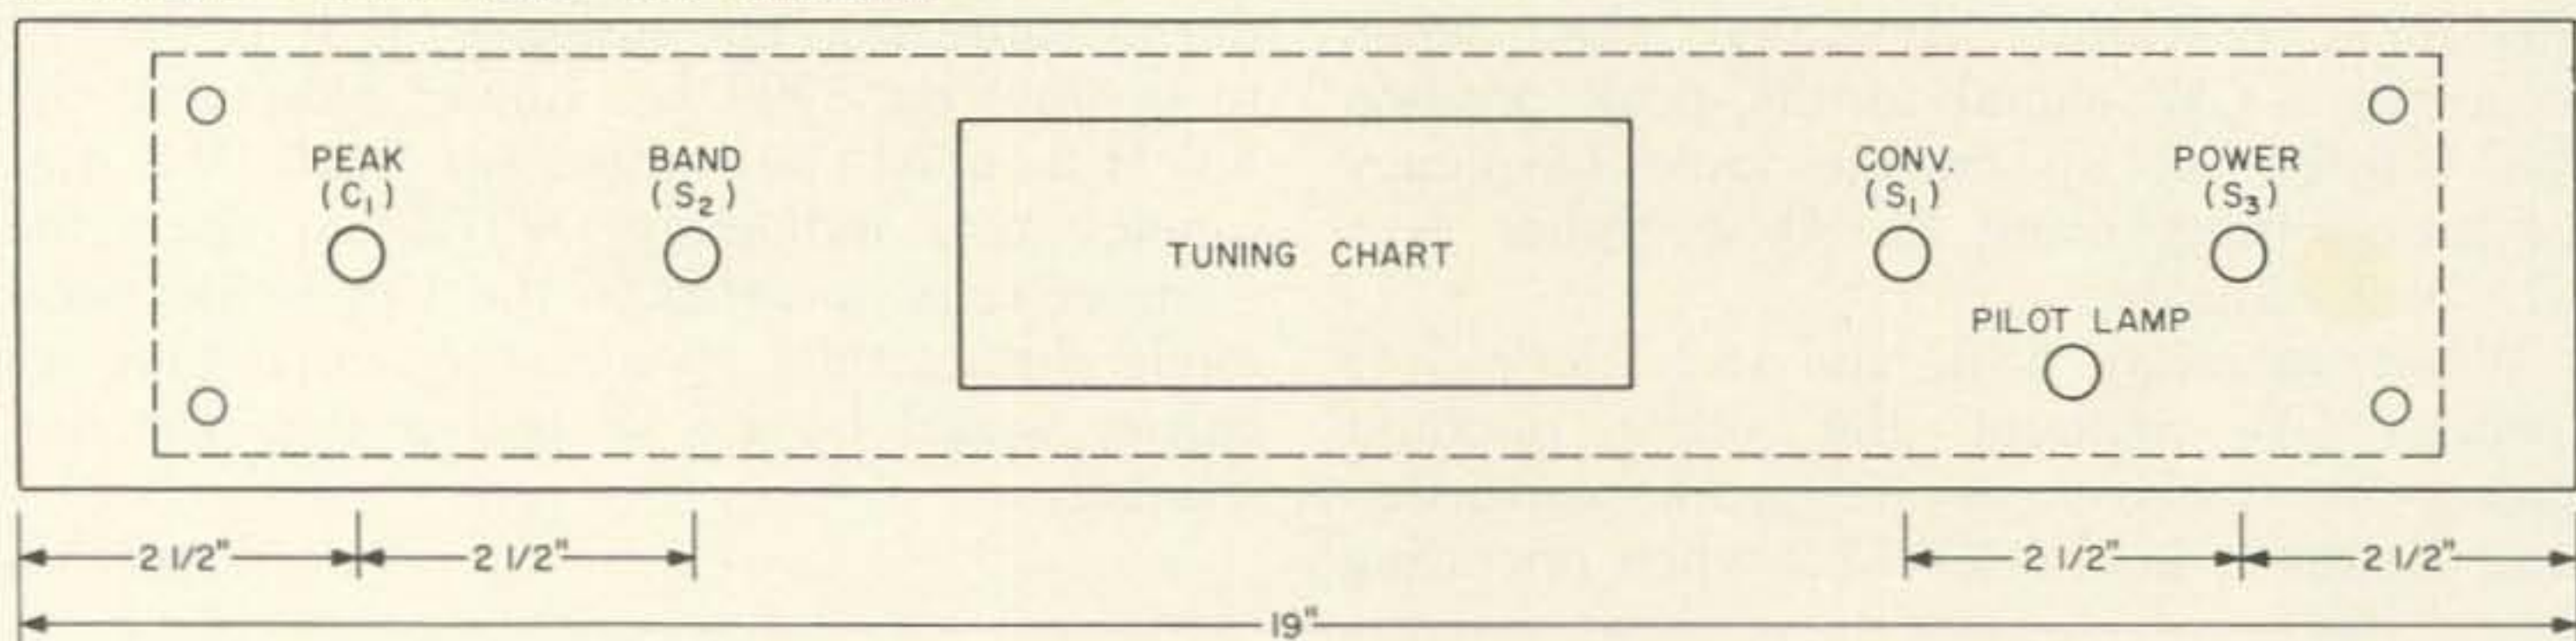 PEAK
(C₁)
BAND
(S₂)
TUNING CHART
CONV.
(S₁)
POWER
(S₃)
PILOT LAMP
2 1/2"
2 1/2"
2 1/2"
2 1/2"
19"